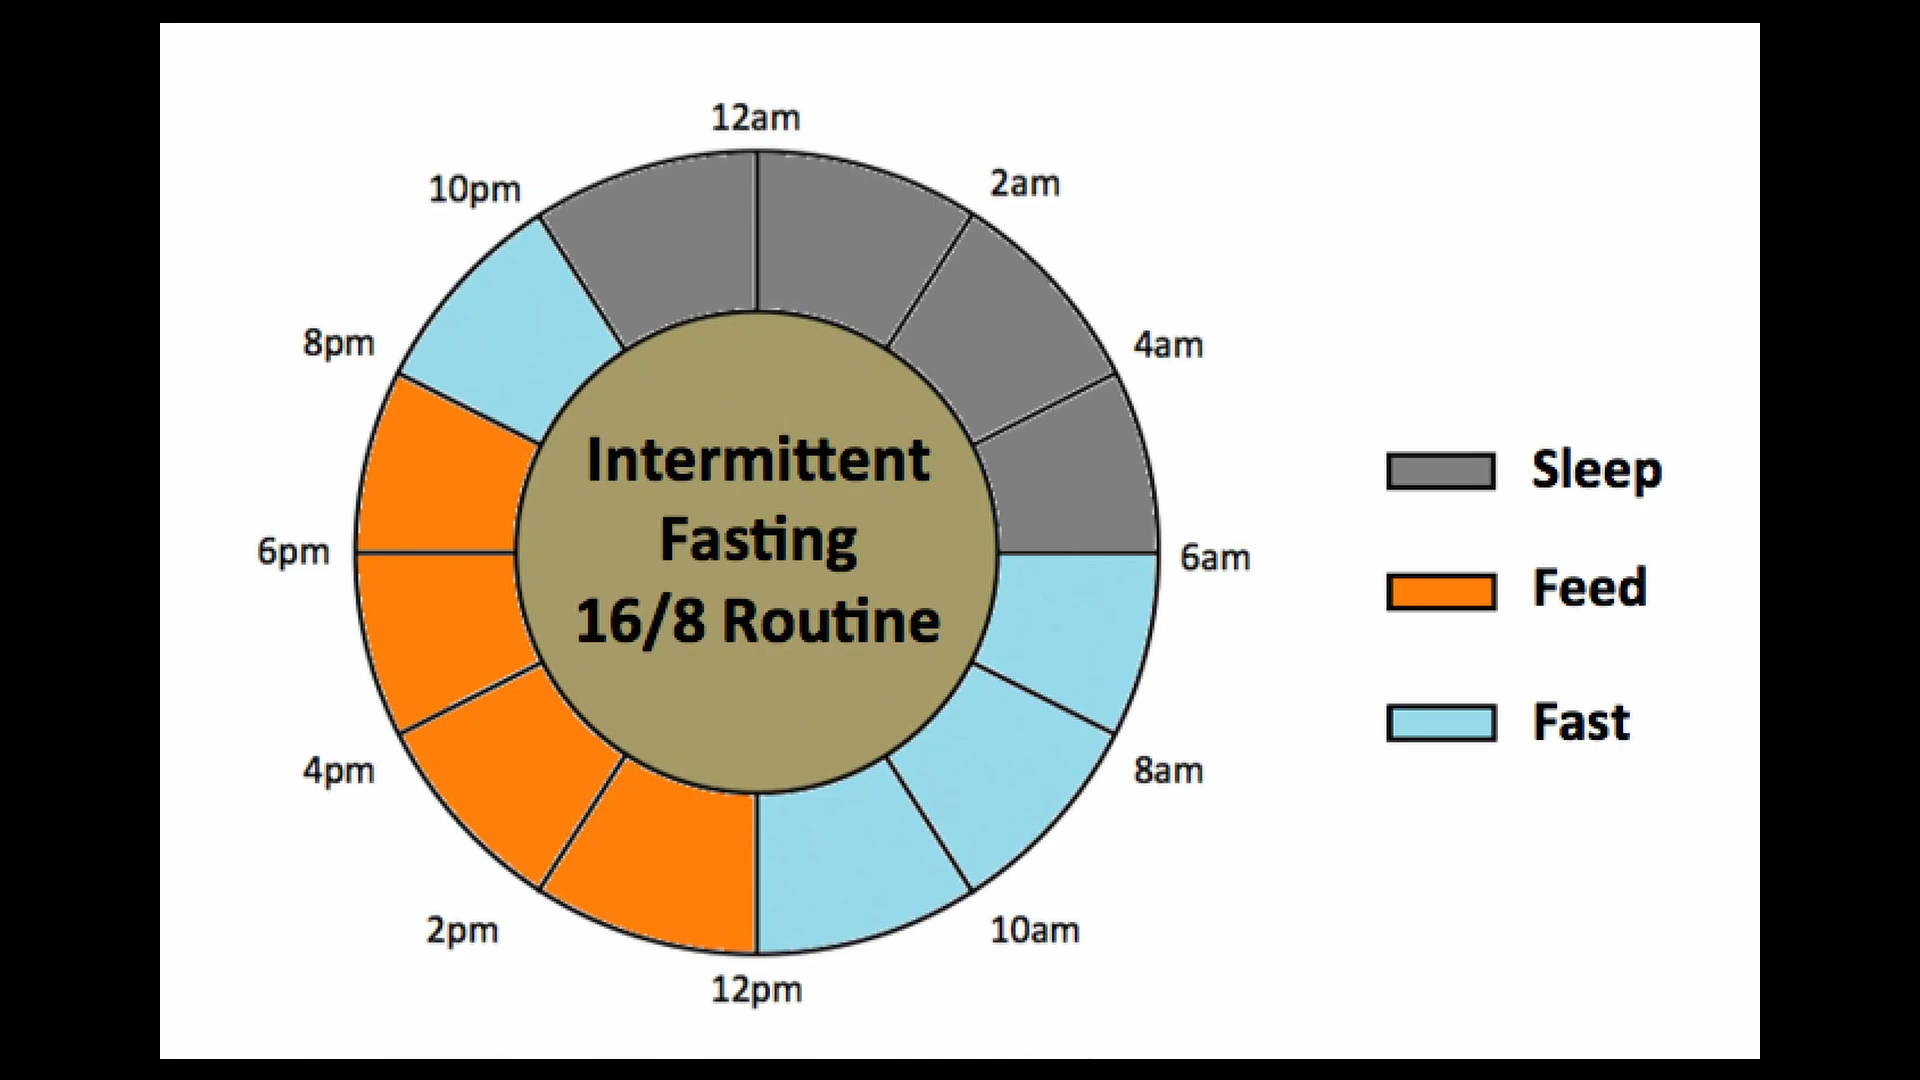 12am
10pm
2am
8pm
4am
Intermittent
Fasting
16/8 Routine
6pm
6am
4pm
8am
2pm
10am
12pm
Sleep
Feed
Fast